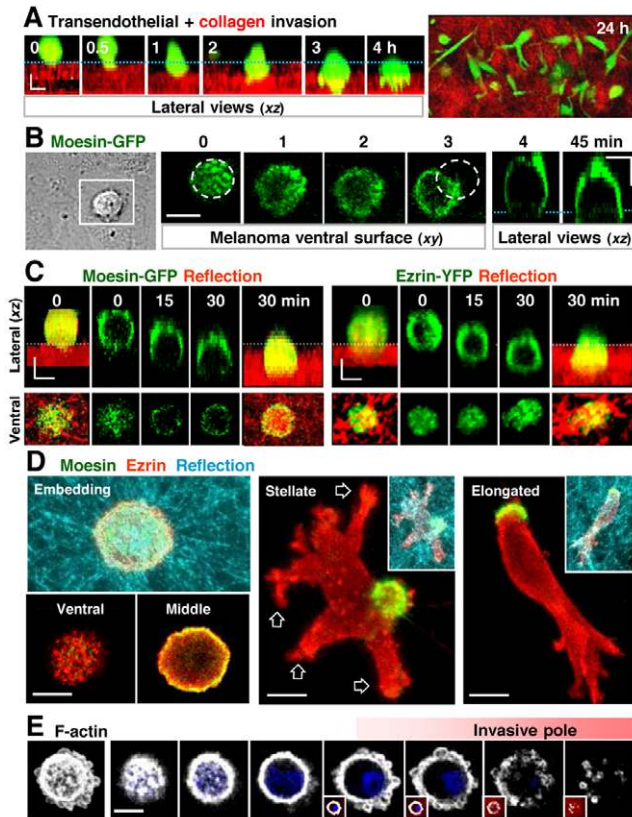 A Transendothelial + collagen invasion
0 0.5 1 2 3 4 h 24 h
Lateral views (xz)
B Moesin-GFP 0 1 2 3 4 45 min
Melanoma ventral surface (xy) Lateral views (xz)
C Moesin-GFP Reflection Ezrin-YFP Reflection
Lateral (xz) 0 0 15 30 30 min 0 0 15 30 30 min
Ventral
D Moesin Ezrin Reflection
Embedding Stellate Elongated
Ventral Middle
E F-actin Invasive pole